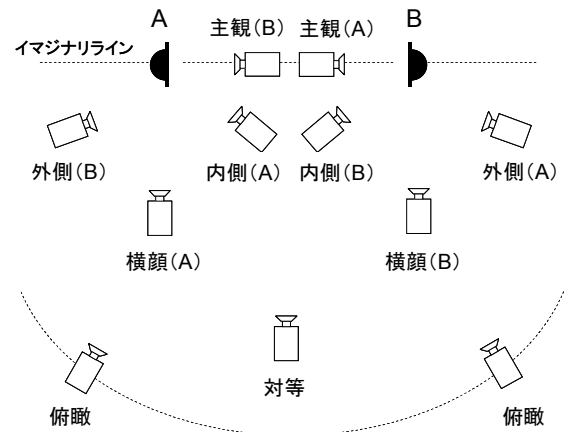 A
B
主観(B)
主観(A)
イマジナリライン
外側(B)
内側(A)
内側(B)
外側(A)
横顔(A)
横顔(B)
対等
俯瞰
俯瞰